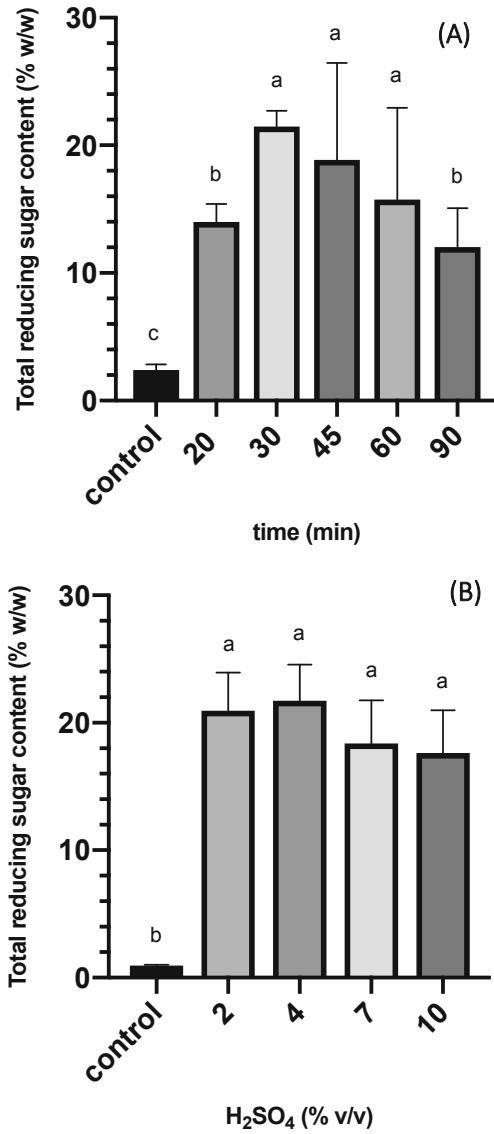 (A)
Total reducing sugar content (% w/w)
30
20
10
0
a
a
a
b
b
c
control
20
30
45
60
90
time (min)
(B)
Total reducing sugar content (% w/w)
30
20
10
0
a
a
a
a
b
control
2
4
7
10
H₂SO₄ (% v/v)